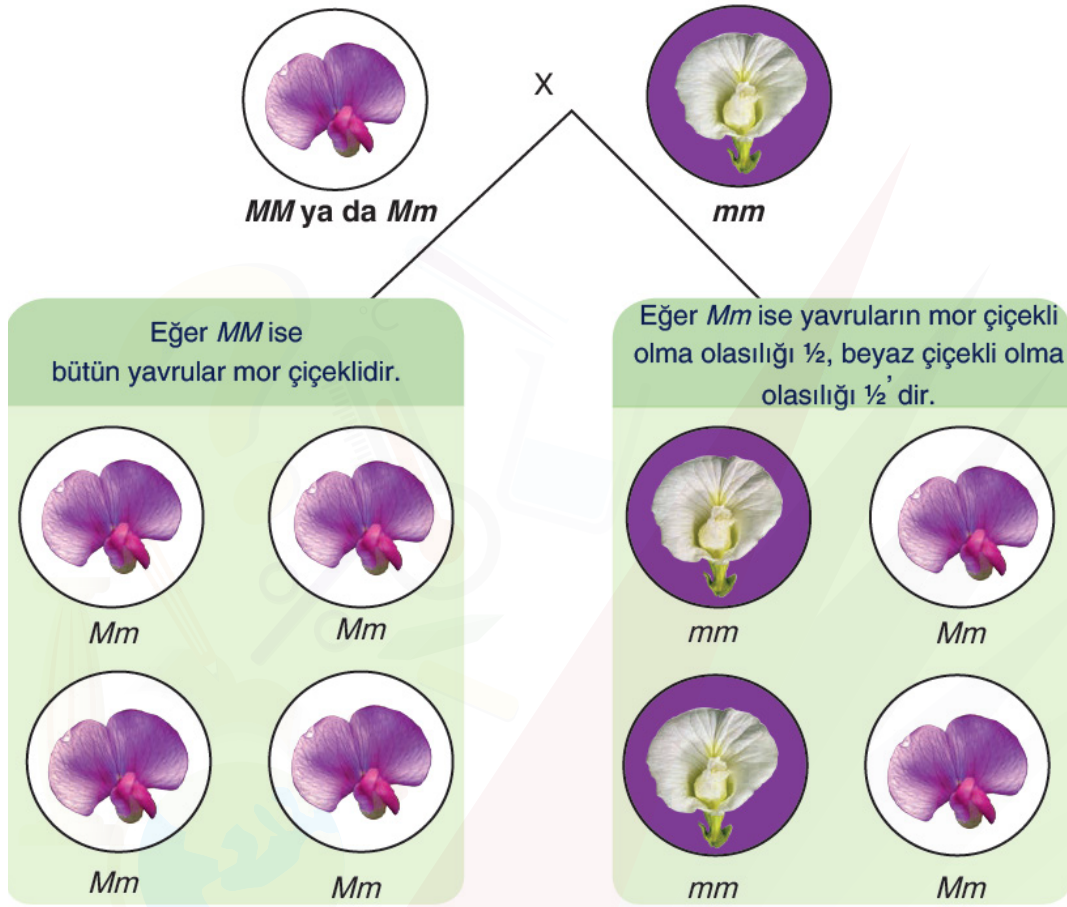 X
MM ya da Mm
mm
Eğer MM ise
bütün yavrular mor çiçeklidir.
Mm
Mm
Mm
Mm
Eğer Mm ise yavruların mor çiçekli
olma olasılığı ½, beyaz çiçekli olma
olasılığı ½’ dir.
mm
Mm
mm
Mm